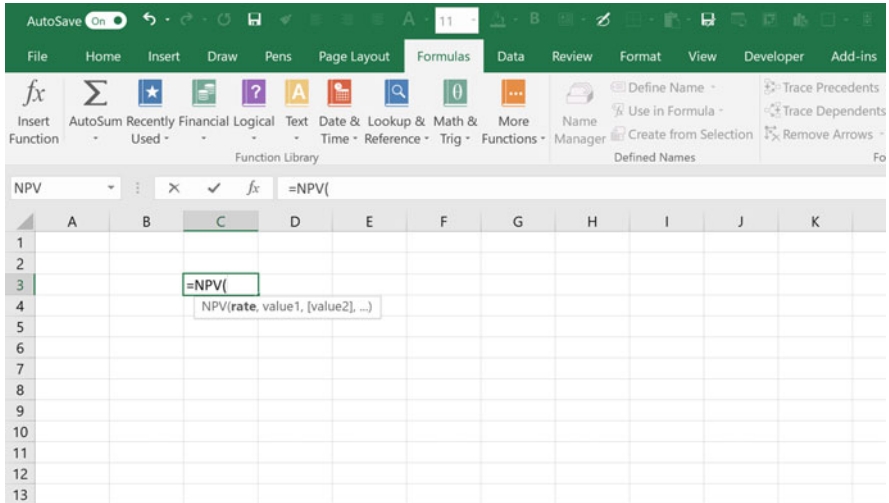 AutoSave On A 11 B
File Home Insert Draw Pens Page Layout Formulas Data Review Format View Developer Add-ins
fx Σ ? A θ
Insert Function AutoSum Recently Used Financial Logical Text Date & Time Lookup & Reference Math & Trig More Functions
Name Manager
Define Name
Use in Formula
Create from Selection
Trace Precedents
Trace Dependents
Remove Arrows
Function Library Defined Names Fo
NPV fx =NPV(
A B C D E F G H I J K
1
2
3 =NPV(
4 NPV(rate, value1, [value2], ...)
5
6
7
8
9
10
11
12
13